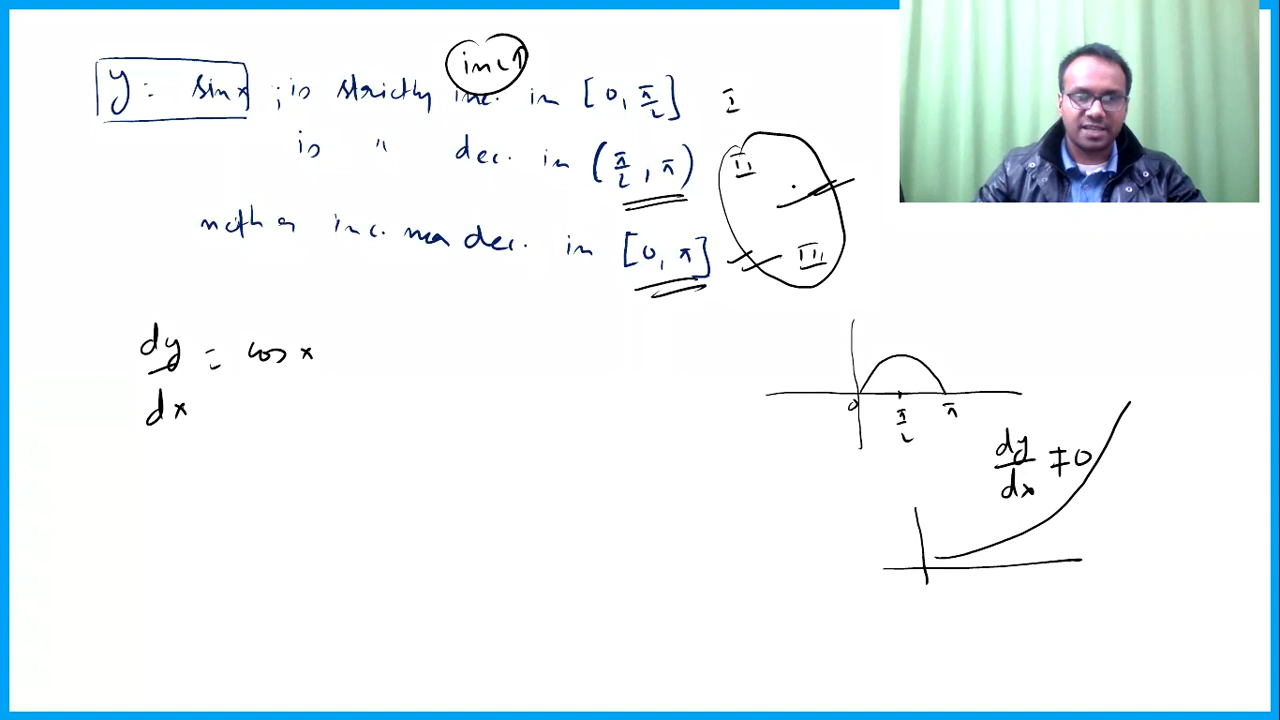 inc↑
y = sin x ; is strictly inc. in [0, π/2] I
is " dec. in (π/2, π) II
neither inc. nor dec. in [0, π] III
dy/dx = cos x
0 π/2 π
dy/dx ≠ 0